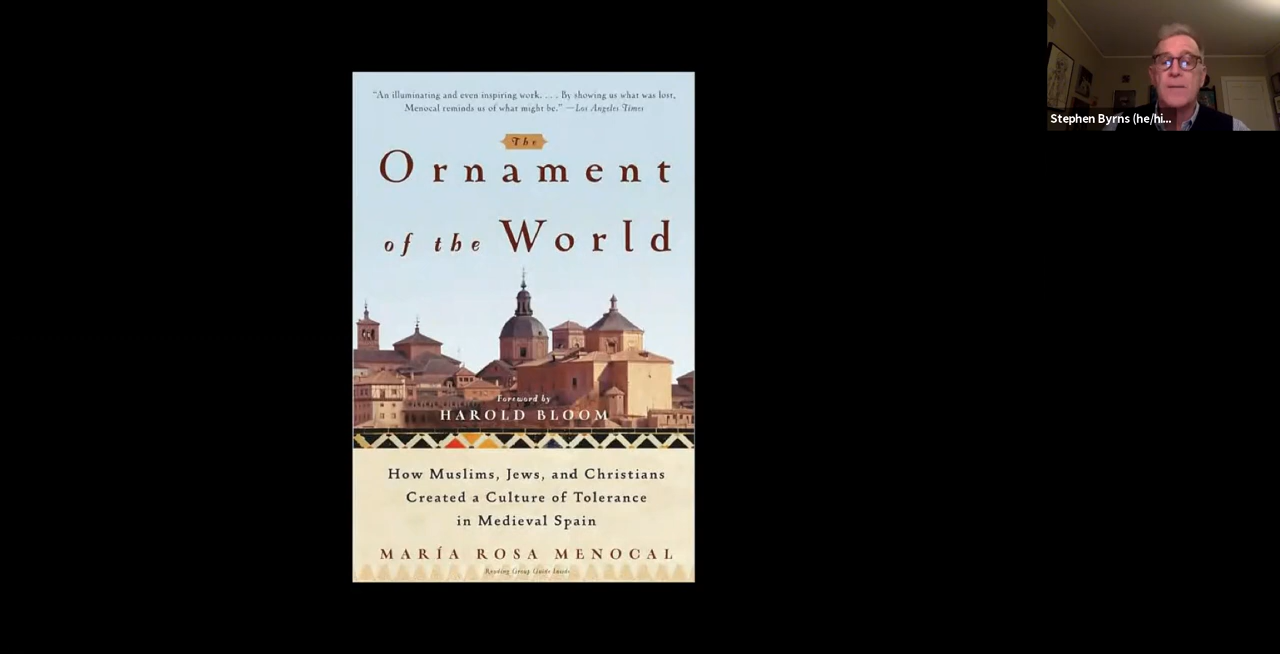 “An illuminating and even inspiring work. . . . By showing us what was lost,
Menocal reminds us of what might be.” —Los Angeles Times
The
Ornament
of the World
Foreword by
HAROLD BLOOM
How Muslims, Jews, and Christians
Created a Culture of Tolerance
in Medieval Spain
MARÍA ROSA MENOCAL
Reading Group Guide Inside
Stephen Byrns (he/hi...